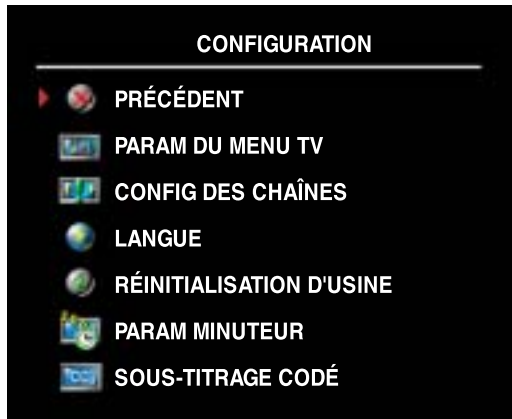 CONFIGURATION
PRÉCÉDENT
PARAM DU MENU TV
CONFIG DES CHAÎNES
LANGUE
RÉINITIALISATION D'USINE
PARAM MINUTEUR
SOUS-TITRAGE CODÉ